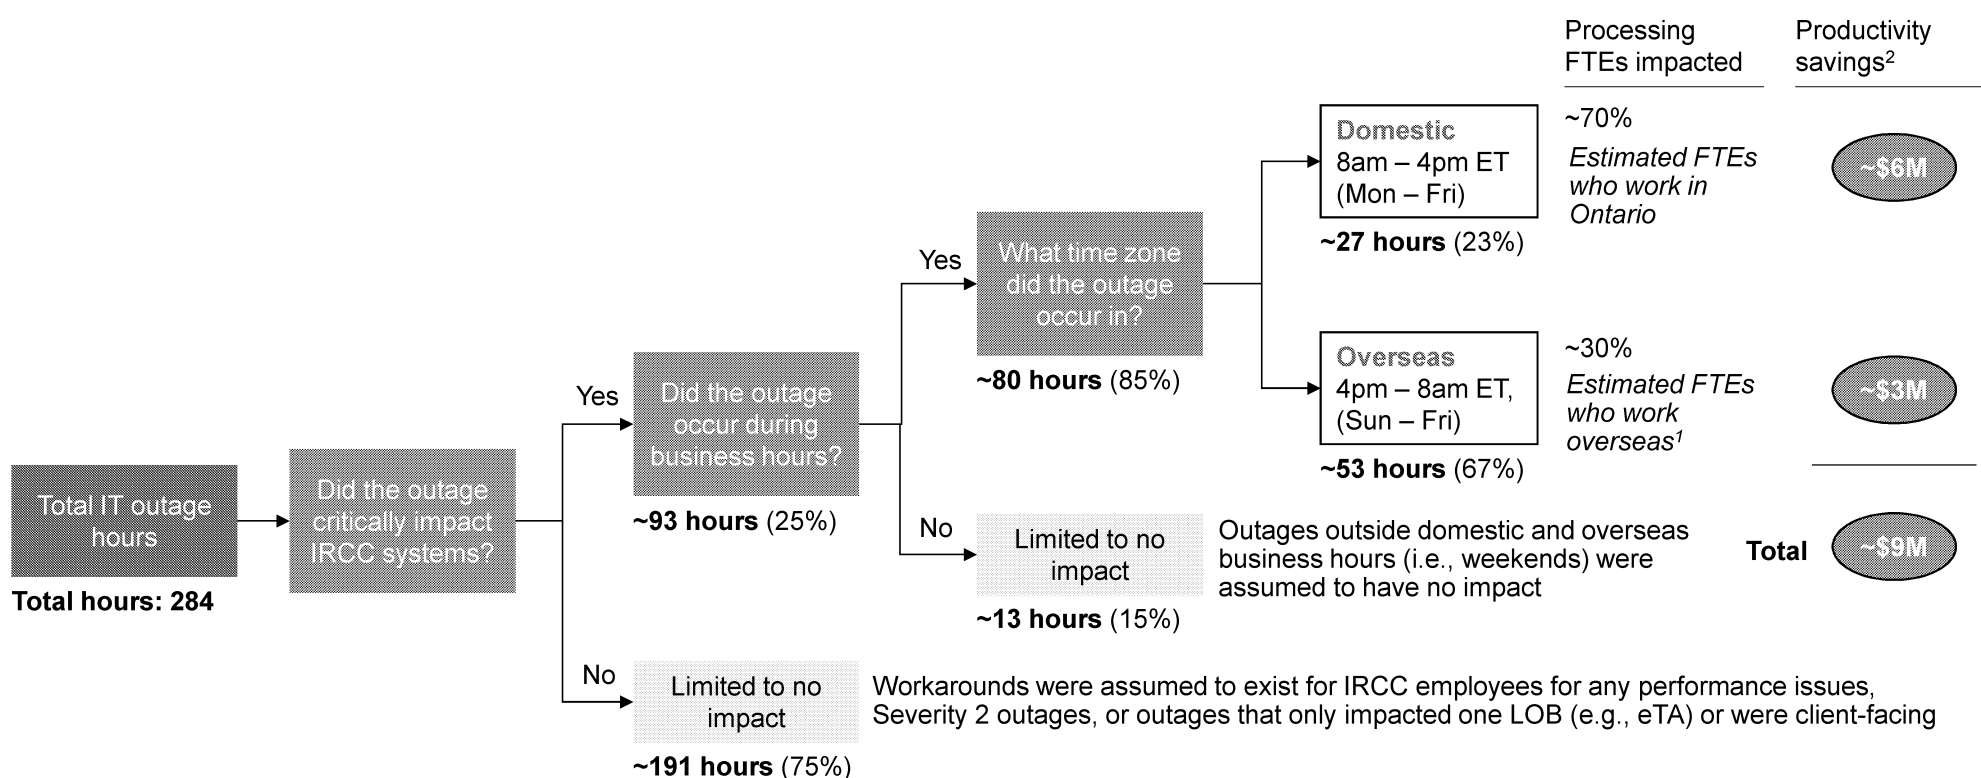 Processing
FTEs impacted
Productivity
savings²
Domestic
8am – 4pm ET
(Mon – Fri)
~27 hours (23%)
~70%
Estimated FTEs
who work in
Ontario
~$6M
Yes
What time zone
did the outage
occur in?
~80 hours (85%)
Overseas
4pm – 8am ET,
(Sun – Fri)
~53 hours (67%)
~30%
Estimated FTEs
who work
overseas¹
~$3M
Yes
Did the outage
occur during
business hours?
~93 hours (25%)
Total IT outage
hours
Total hours: 284
Did the outage
critically impact
IRCC systems?
No
Limited to no
impact
~13 hours (15%)
Outages outside domestic and overseas
business hours (i.e., weekends) were
assumed to have no impact
Total
~$9M
No
Limited to no
impact
~191 hours (75%)
Workarounds were assumed to exist for IRCC employees for any performance issues,
Severity 2 outages, or outages that only impacted one LOB (e.g., eTA) or were client-facing